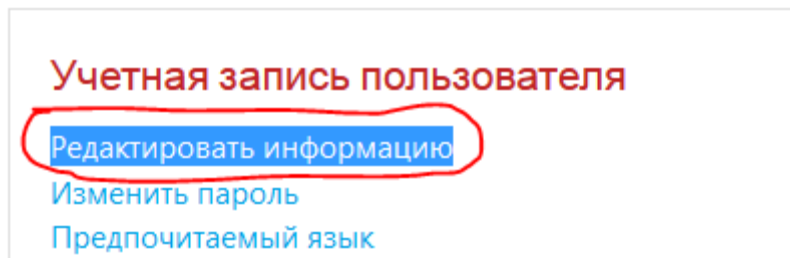 Учетная запись пользователя
Редактировать информацию
Изменить пароль
Предпочитаемый язык